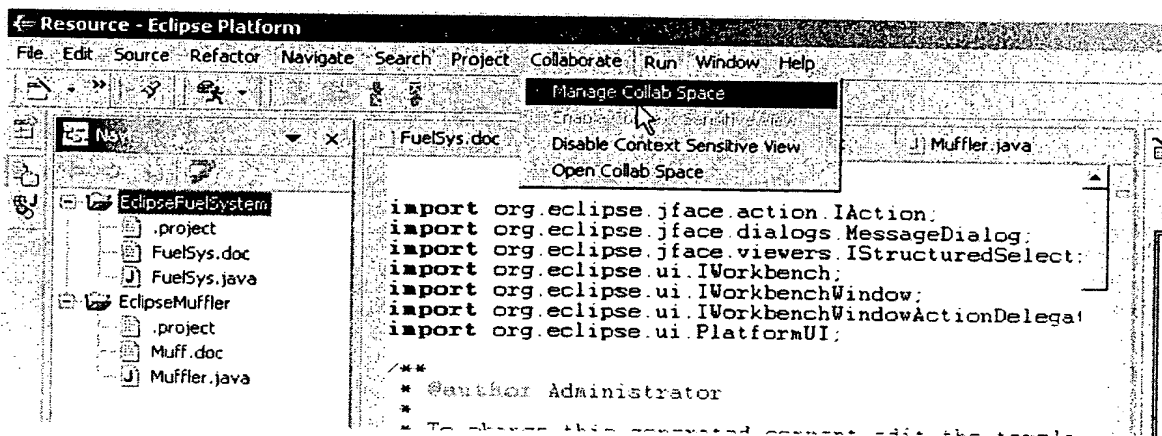 Resource - Eclipse Platform
File Edit Source Refactor Navigate Search Project Collaborate Run Window Help
Manage Collab Space
Disable Context Sensitive View
Open Collab Space
FuelSys.doc
Muffler.java
EclipseFuelSystem
.project
FuelSys.doc
FuelSys.java
EclipseMuffler
.project
Muff.doc
Muffler.java
import org.eclipse.jface.action.IAction;
import org.eclipse.jface.dialogs.MessageDialog;
import org.eclipse.jface.viewers.IStructuredSelect
import org.eclipse.ui.IWorkbench;
import org.eclipse.ui.IWorkbenchWindow;
import org.eclipse.ui.IWorkbenchWindowActionDelegat
import org.eclipse.ui.PlatformUI;
/**
* @author Administrator
*